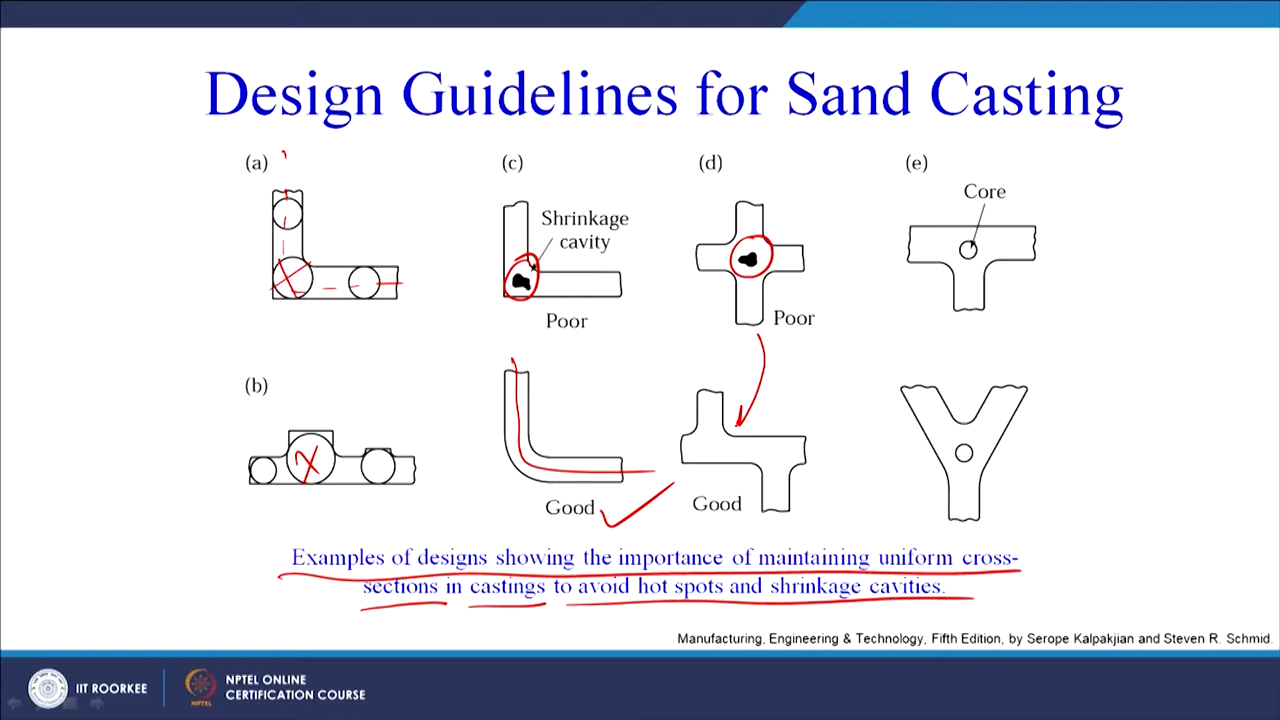 Design Guidelines for Sand Casting
(a)
(c)
(d)
(e)
Core
Shrinkage
cavity
Poor
Poor
(b)
Good
Good
Examples of designs showing the importance of maintaining uniform cross-
sections in castings to avoid hot spots and shrinkage cavities.
Manufacturing, Engineering & Technology, Fifth Edition, by Serope Kalpakjian and Steven R. Schmid.
IIT ROORKEE
NPTEL
NPTEL ONLINE
CERTIFICATION COURSE